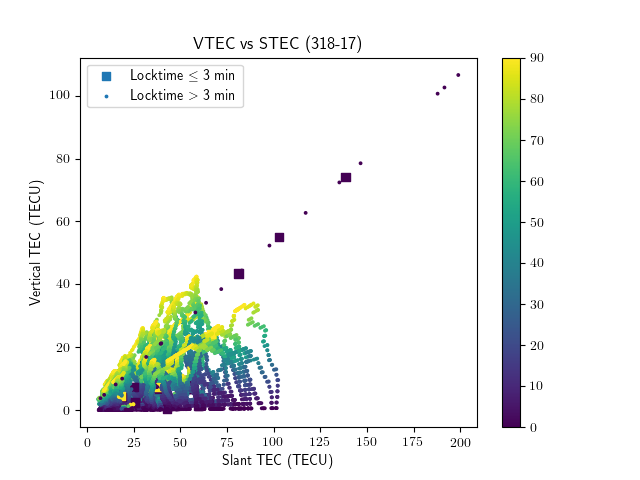 VTEC vs STEC (318-17)
Locktime ≤ 3 min
Locktime > 3 min
Vertical TEC (TECU)
100
80
60
40
20
0
0 25 50 75 100 125 150 175 200
Slant TEC (TECU)
90
80
70
60
50
40
30
20
10
0